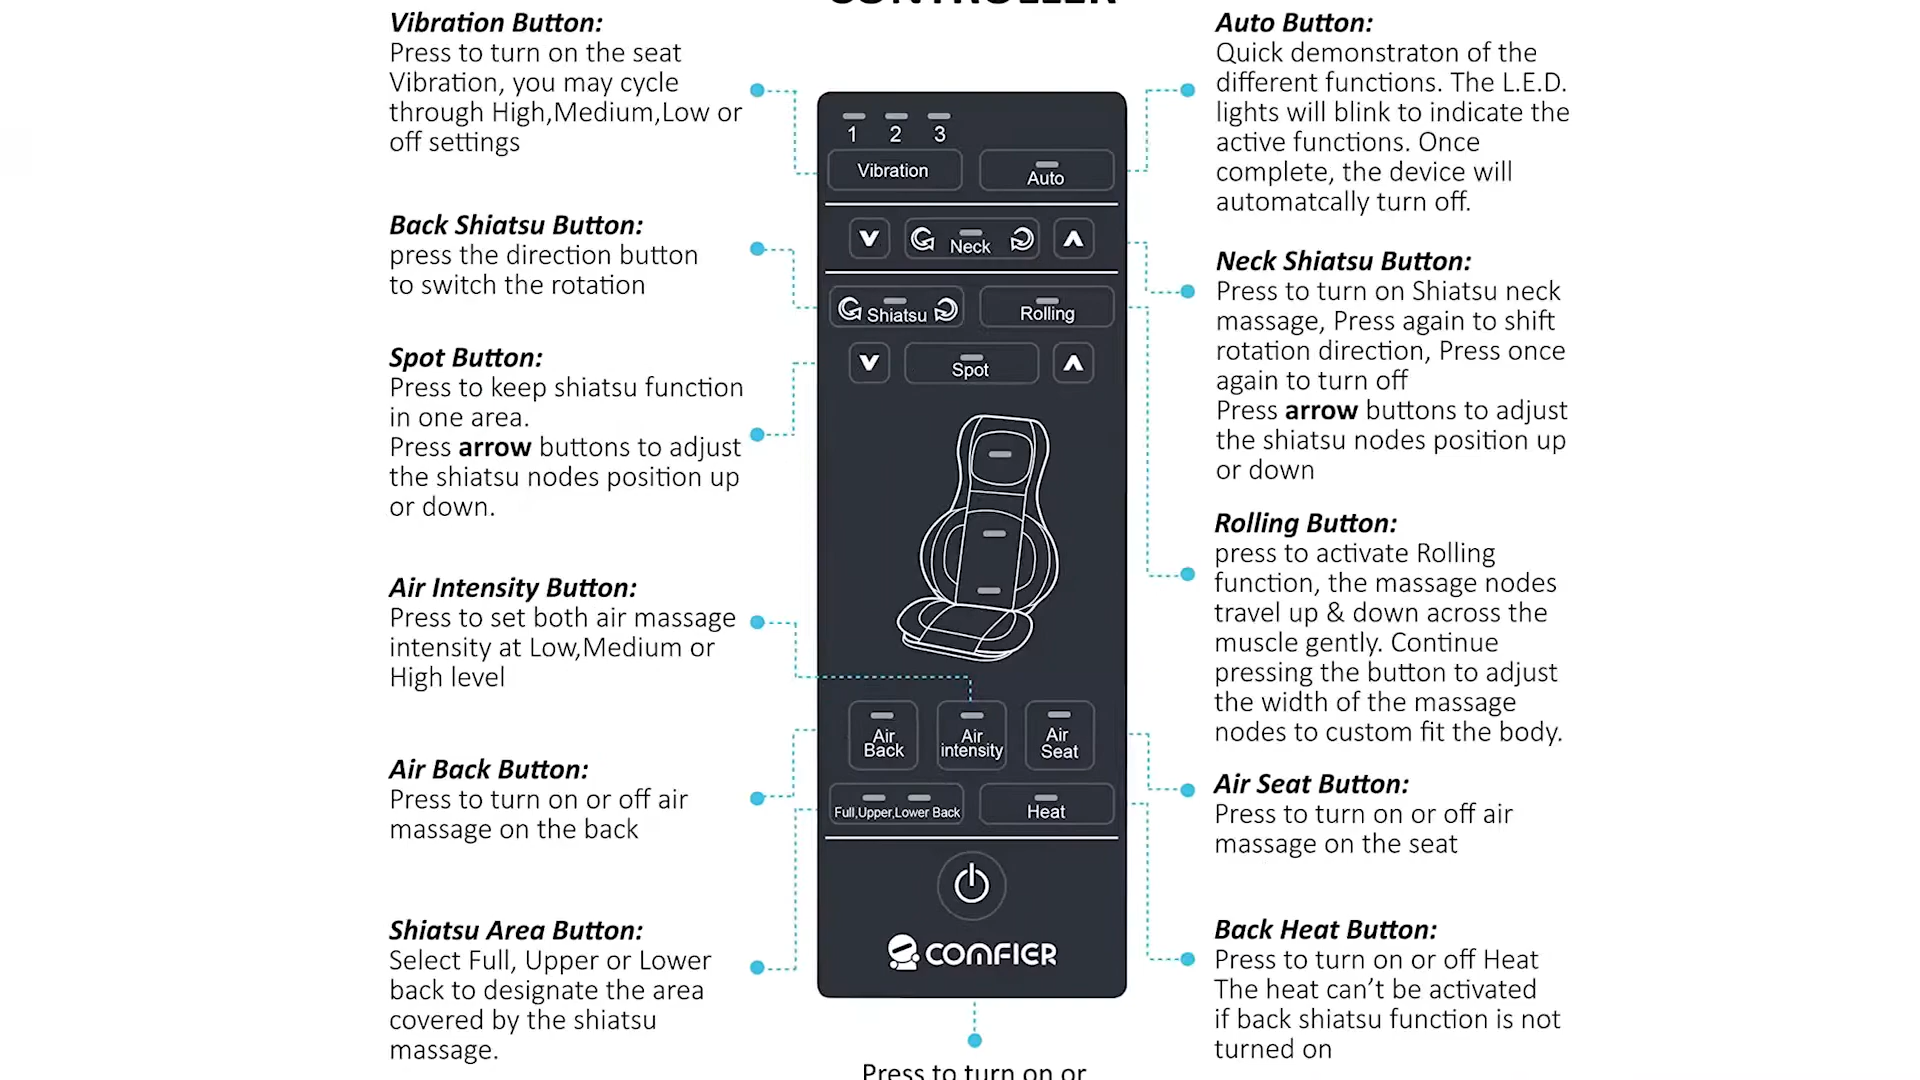 CONTROLLER
Vibration Button:
Press to turn on the seat
Vibration, you may cycle
through High,Medium,Low or
off settings
Back Shiatsu Button:
press the direction button
to switch the rotation
Spot Button:
Press to keep shiatsu function
in one area.
Press arrow buttons to adjust
the shiatsu nodes position up
or down.
Air Intensity Button:
Press to set both air massage
intensity at Low,Medium or
High level
Air Back Button:
Press to turn on or off air
massage on the back
Shiatsu Area Button:
Select Full, Upper or Lower
back to designate the area
covered by the shiatsu
massage.
1 2 3
Vibration Auto
Neck
Shiatsu Rolling
Spot
Air
Back
Air
intensity
Air
Seat
Full,Upper,Lower Back Heat
COMFIER
Press to turn on or
Auto Button:
Quick demonstraton of the
different functions. The L.E.D.
lights will blink to indicate the
active functions. Once
complete, the device will
automatcally turn off.
Neck Shiatsu Button:
Press to turn on Shiatsu neck
massage, Press again to shift
rotation direction, Press once
again to turn off
Press arrow buttons to adjust
the shiatsu nodes position up
or down
Rolling Button:
press to activate Rolling
function, the massage nodes
travel up & down across the
muscle gently. Continue
pressing the button to adjust
the width of the massage
nodes to custom fit the body.
Air Seat Button:
Press to turn on or off air
massage on the seat
Back Heat Button:
Press to turn on or off Heat
The heat can’t be activated
if back shiatsu function is not
turned on